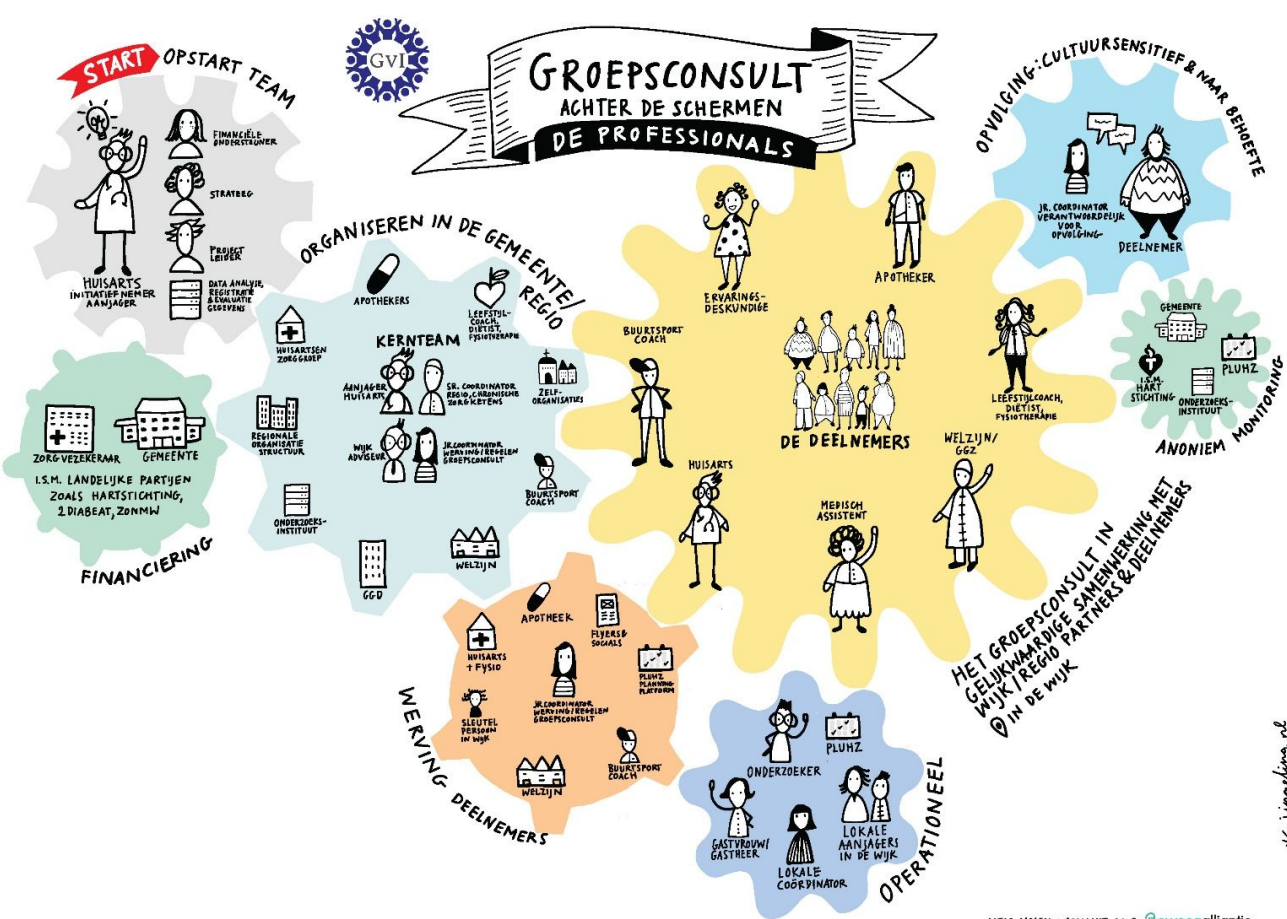 START
OPSTART TEAM
FINANCIËLE
ONDERSTEUNER
STRATEEG
PROJECT
LEIDER
DATA ANALYSE,
REGISTRATIE
& EVALUATIE
GEGEVENS
HUISARTS
INITIATIEFNEMER
AANJAGER
GVI
GROEPSCONSULT
ACHTER DE SCHERMEN
DE PROFESSIONALS
OPVOLGING: CULTUURSENSITIEF & NAAR BEHOEFTE
JR. COORDINATOR
VERANTWOORDELIJK
VOOR
OPVOLGING
DEELNEMER
ORGANISEREN IN DE GEMEENTE/
REGIO
APOTHEKERS
LEEFSTIJL-
COACH,
DIËTIST,
FYSIOTHERAPIE
HUISARTSEN
ZORGGROEP
KERNTEAM
AANJAGER
HUISARTS
SR. COORDINATOR
REGIO, CHRONISCHE
ZORGKETENS
ZELF-
ORGANISATIES
REGIONALE
ORGANISATIE
STRUCTUUR
WIJK
ADVISEUR
JR. COORDINATOR
WERVING/REGELEN
GROEPSCONSULT
BUURTSPORT
COACH
ONDERZOEKS-
INSTITUUT
GGD
WELZIJN
ZORGVEZEKERAAR
GEMEENTE
I.S.M. LANDELIJKE PARTIJEN
ZOALS HARTSTICHTING,
2DIABEAT, ZONMW
FINANCIERING
ERVARINGS-
DESKUNDIGE
APOTHEKER
BUURTSPORT
COACH
DE DEELNEMERS
LEEFSTIJLCOACH,
DIËTIST,
FYSIOTHERAPIE
HUISARTS
MEDISCH
ASSISTENT
WELZIJN/
GGZ
GEMEENTE
PLUHZ
I.S.M.
HART
STICHTING
ONDERZOEKS-
INSTITUUT
ANONIEM MONITORING
HET GROEPSCONSULT IN
GELIJKWAARDIGE SAMENWERKING MET
WIJK/REGIO PARTNERS & DEELNEMERS
IN DE WIJK
APOTHEEK
FLYERS &
SOCIALS
HUISARTS
+ FYSIO
PLUHZ
PLANNING
PLATFORM
JR. COORDINATOR
WERVING/REGELEN
GROEPSCONSULT
SLEUTEL
PERSOON
IN WIJK
BUURTSPORT
COACH
WELZIJN
WERVING DEELNEMERS
ONDERZOEKER
PLUHZ
GASTVROUW/
GASTHEER
LOKALE
AANJAGERS
IN DE WIJK
LOKALE
COÖRDINATOR
OPERATIONEEL